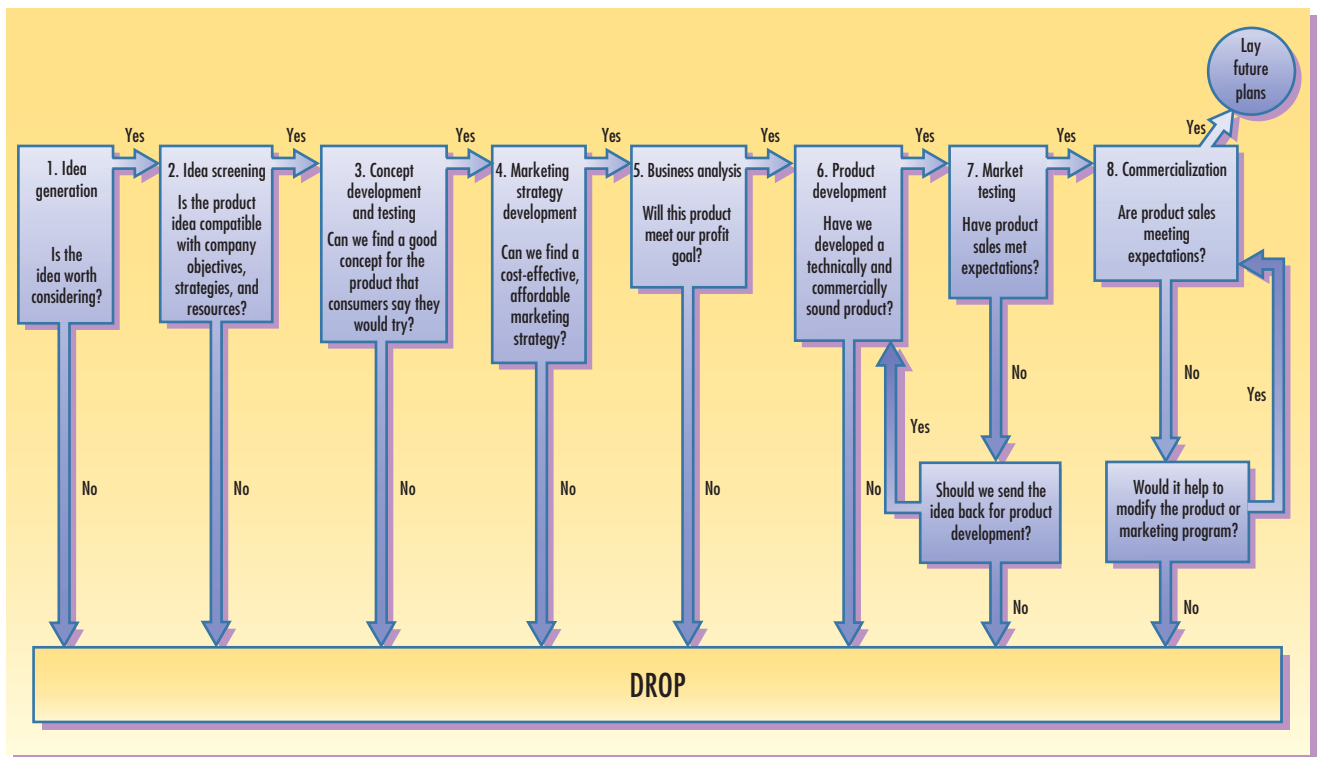 Lay
future
plans
Yes
Yes
Yes
Yes
Yes
Yes
Yes
Yes
1. Idea
generation
Is the
idea worth
considering?
2. Idea screening
Is the product
idea compatible
with company
objectives,
strategies, and
resources?
3. Concept
development
and testing
Can we find a good
concept for the
product that
consumers say they
would try?
4. Marketing
strategy
development
Can we find a
cost-effective,
affordable
marketing
strategy?
5. Business analysis
Will this product
meet our profit
goal?
6. Product
development
Have we
developed a
technically and
commercially
sound product?
7. Market
testing
Have product
sales met
expectations?
8. Commercialization
Are product sales
meeting
expectations?
No
No
Yes
Yes
No
No
No
No
No
No
Should we send the
idea back for product
development?
Would it help to
modify the product or
marketing program?
No
No
DROP